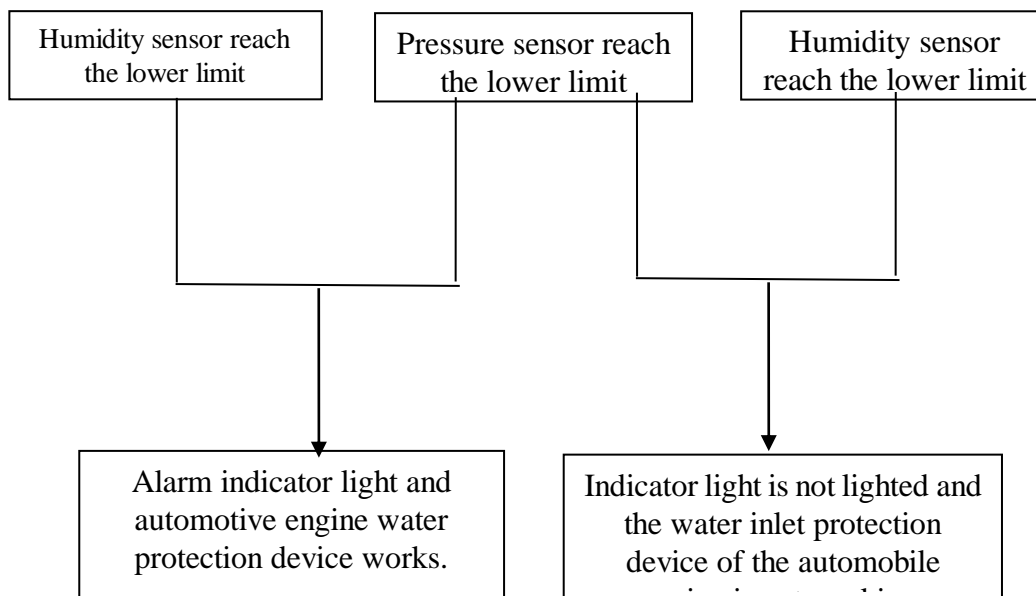 Humidity sensor reach
the lower limit
Pressure sensor reach
the lower limit
Humidity sensor
reach the lower limit
Alarm indicator light and
automotive engine water
protection device works.
Indicator light is not lighted and
the water inlet protection
device of the automobile